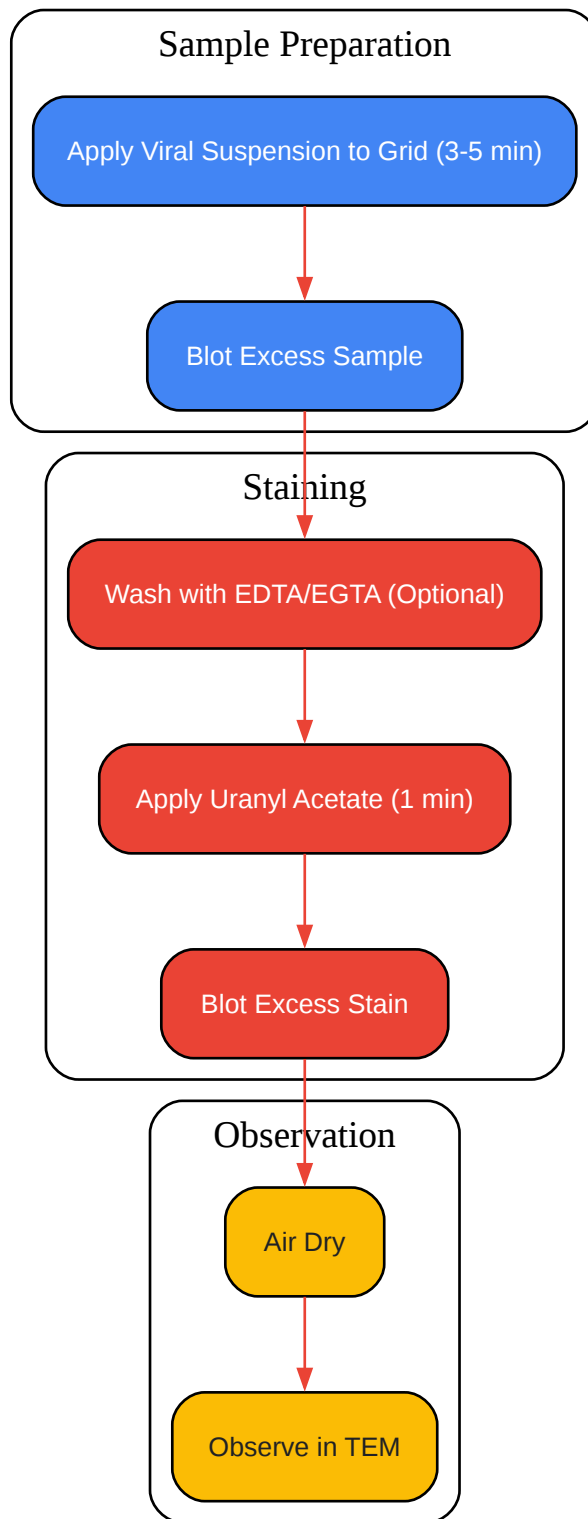 Sample Preparation
Apply Viral Suspension to Grid (3-5 min)
Blot Excess Sample
Staining
Wash with EDTA/EGTA (Optional)
Apply Uranyl Acetate (1 min)
Blot Excess Stain
Observation
Air Dry
Observe in TEM